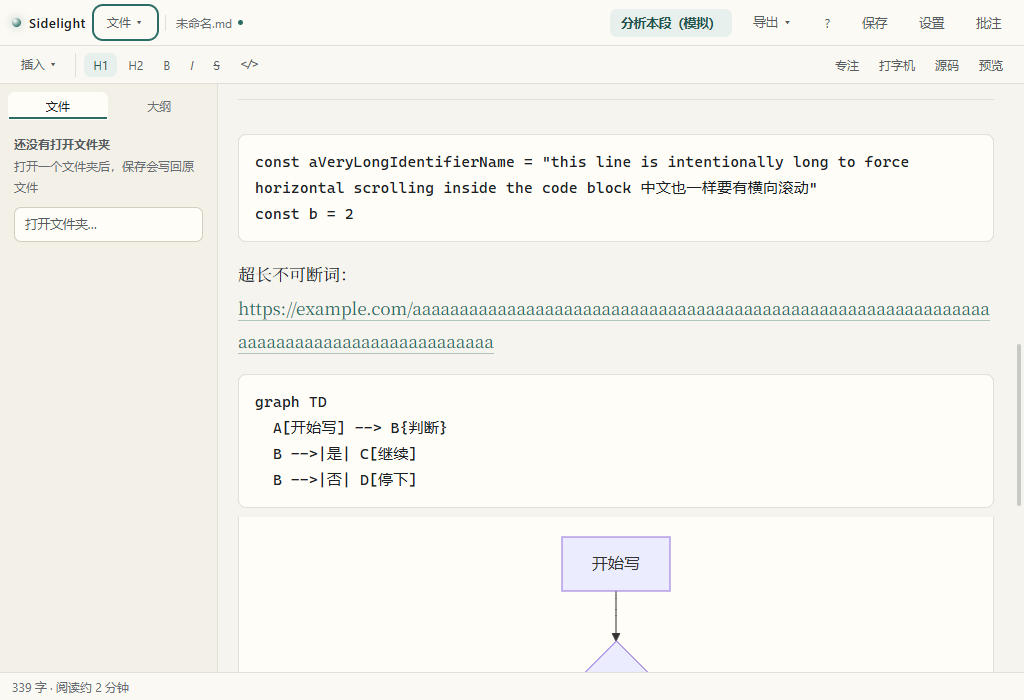 Sidelight 文件 未命名.md 分析本段（模拟） 导出 ? 保存 设置 批注
插入 H1 H2 B I S </> 专注 打字机 源码 预览
文件 大纲
还没有打开文件夹
打开一个文件夹后，保存会写回原
文件
打开文件夹...
const aVeryLongIdentifierName = "this line is intentionally long to force
horizontal scrolling inside the code block 中文也一样要有横向滚动"
const b = 2
超长不可断词：
https://example.com/aaaaaaaaaaaaaaaaaaaaaaaaaaaaaaaaaaaaaaaaaaaaaaaaaaaaaaaaaaaaaaaaaaaaaaaa
aaaaaaaaaaaaaaaaaaaaaaaaaaaaaaaa
graph TD
A[开始写] --> B{判断}
B -->|是| C[继续]
B -->|否| D[停下]
开始写
339 字 · 阅读约 2 分钟